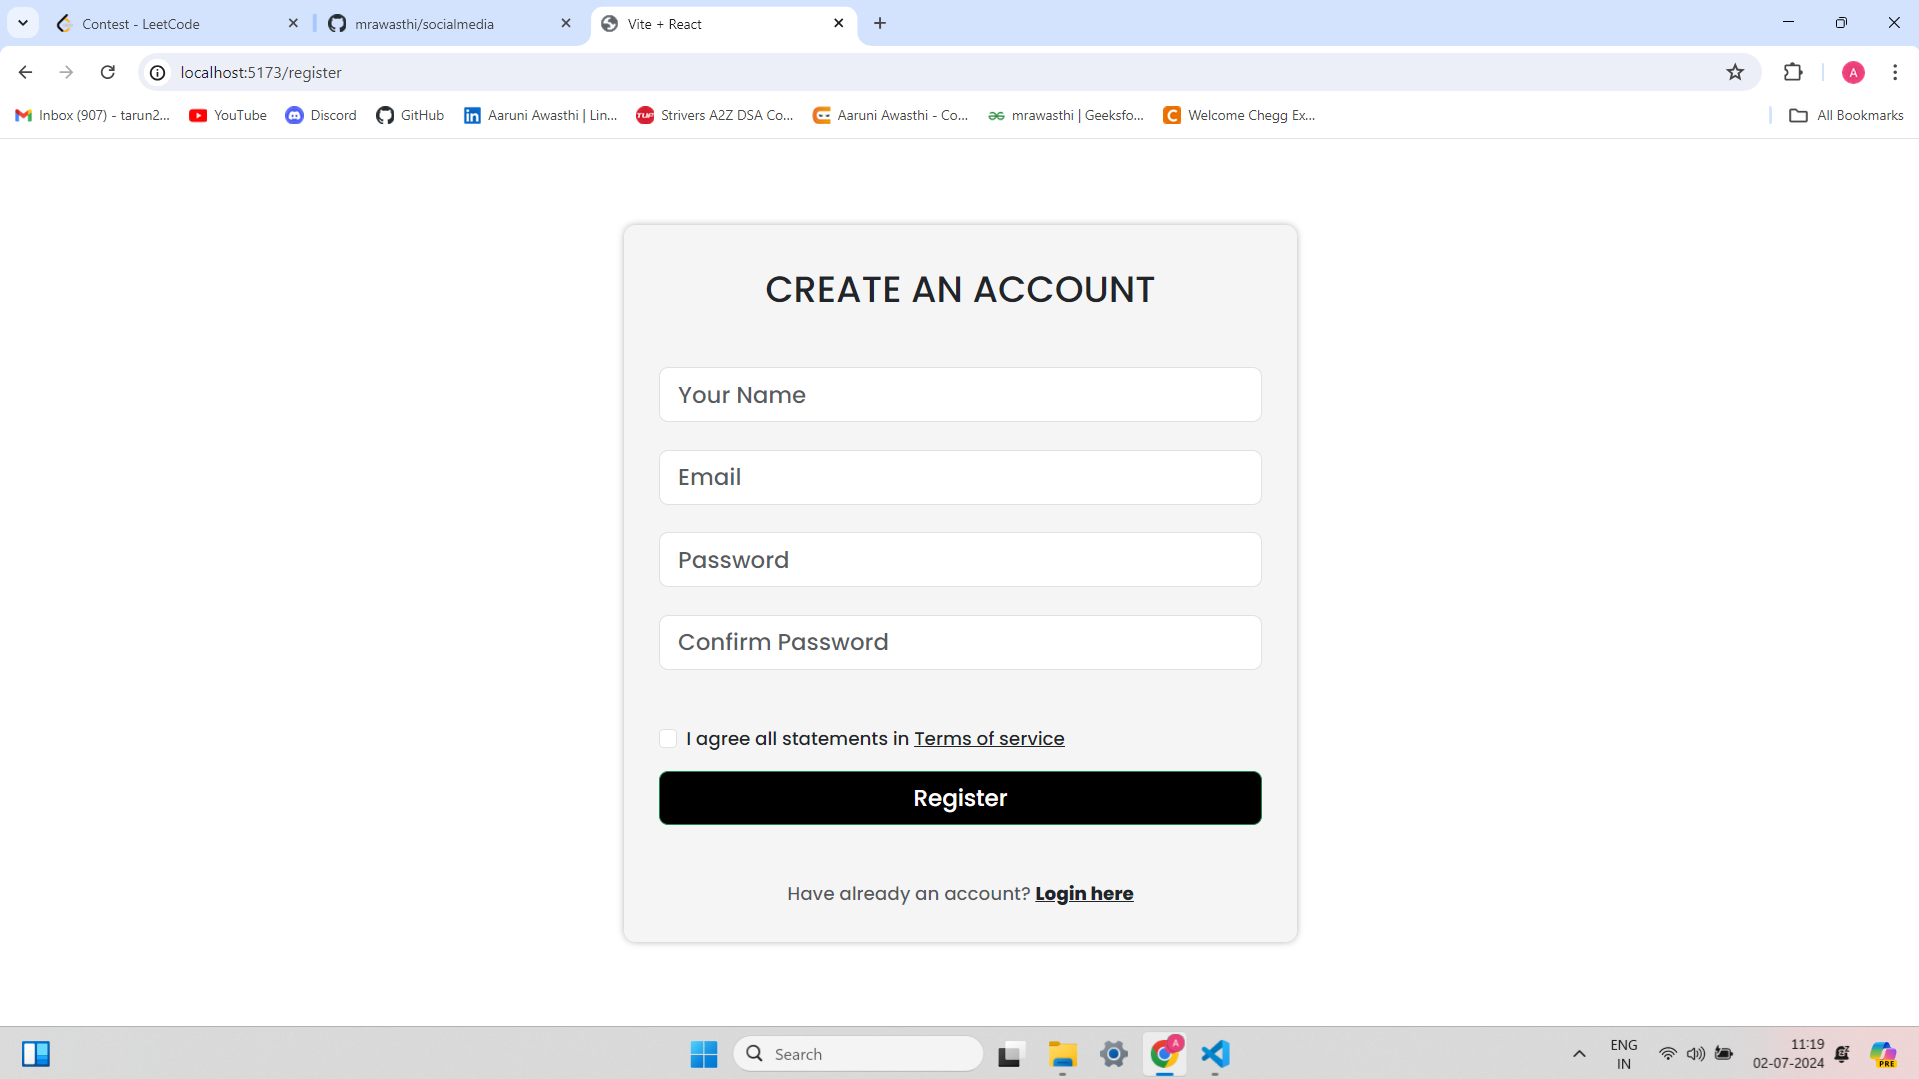 Contest - LeetCode
mrawasthi/socialmedia
Vite + React
localhost:5173/register
A
Inbox (907) - tarun2...
YouTube
Discord
GitHub
Aaruni Awasthi | Lin...
TUF
Strivers A2Z DSA Co...
Aaruni Awasthi - Co...
mrawasthi | Geeksfo...
Welcome Chegg Ex...
All Bookmarks
CREATE AN ACCOUNT
Your Name
Email
Password
Confirm Password
I agree all statements in Terms of service
Register
Have already an account? Login here
Search
A
ENG
IN
11:19
02-07-2024
PRE